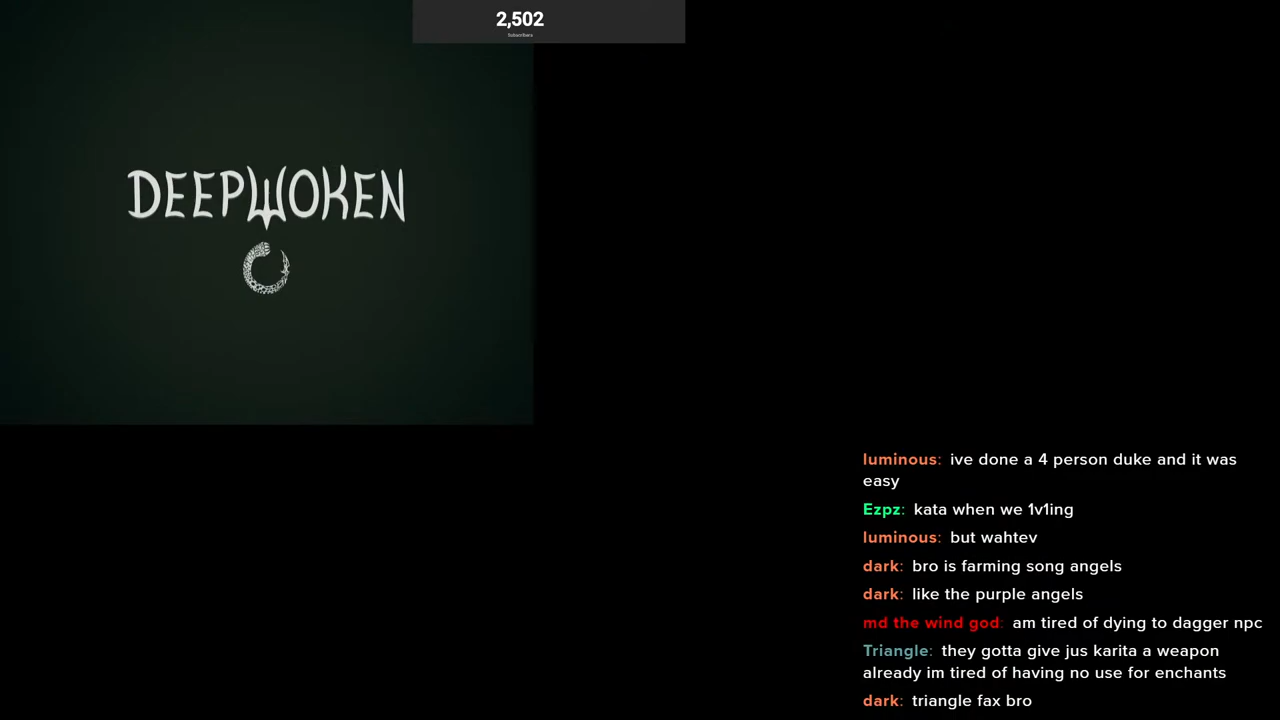 2,502
Subscribers
DEEPWOKEN
luminous: ive done a 4 person duke and it was
easy
Ezpz: kata when we 1v1ing
luminous: but wahtev
dark: bro is farming song angels
dark: like the purple angels
md the wind god: am tired of dying to dagger npc
Triangle: they gotta give jus karita a weapon
already im tired of having no use for enchants
dark: triangle fax bro